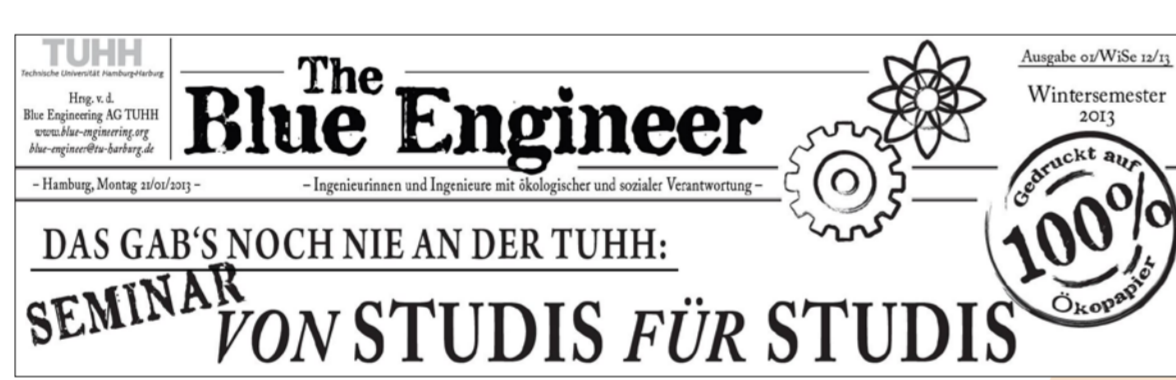 TUHH
Technische Universität Hamburg-Harburg
Hrsg. v. d.
Blue Engineering AG TUHH
www.blue-engineering.org
blue-engineer@tu-harburg.de
The
Blue Engineer
Ausgabe 01/WiSe 12/13
Wintersemester
2013
– Hamburg, Montag 21/01/2013 –
– Ingenieurinnen und Ingenieure mit ökologischer und sozialer Verantwortung –
Gedruckt auf
100%
Ökopapier
DAS GAB'S NOCH NIE AN DER TUHH:
SEMINAR
VON STUDIS FÜR STUDIS